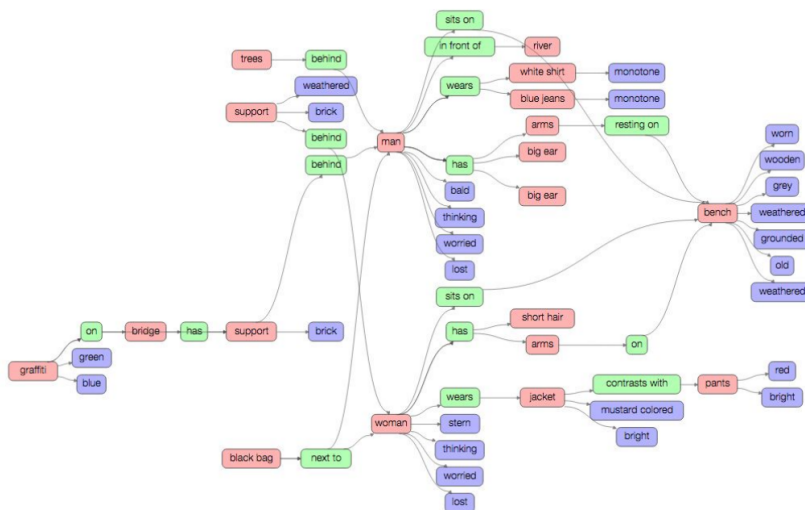 sits on
in front of
river
trees
behind
weathered
white shirt
monotone
wears
support
brick
blue jeans
monotone
behind
arms
resting on
worn
man
big ear
wooden
behind
has
grey
bald
big ear
thinking
bench
weathered
worried
grounded
lost
old
sits on
weathered
short hair
on
bridge
has
support
brick
has
arms
on
green
graffiti
blue
red
contrasts with
pants
wears
jacket
mustard colored
bright
woman
stern
bright
thinking
black bag
next to
worried
lost